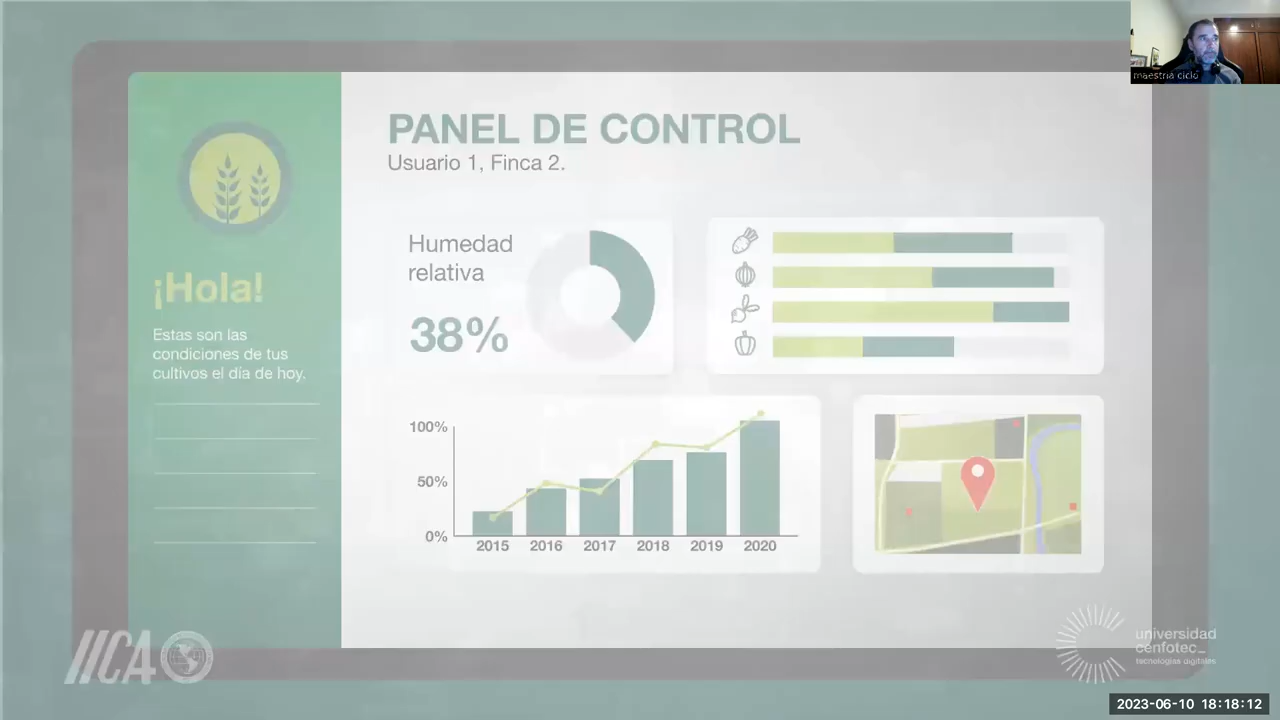 maestria ciclo
PANEL DE CONTROL
Usuario 1, Finca 2.
¡Hola!
Estas son las
condiciones de tus
cultivos el día de hoy.
Humedad
relativa
38%
100%
50%
0%
2015 2016 2017 2018 2019 2020
IICA
universidad
cenfotec_
tecnologías digitales
2023-06-10 18:18:12